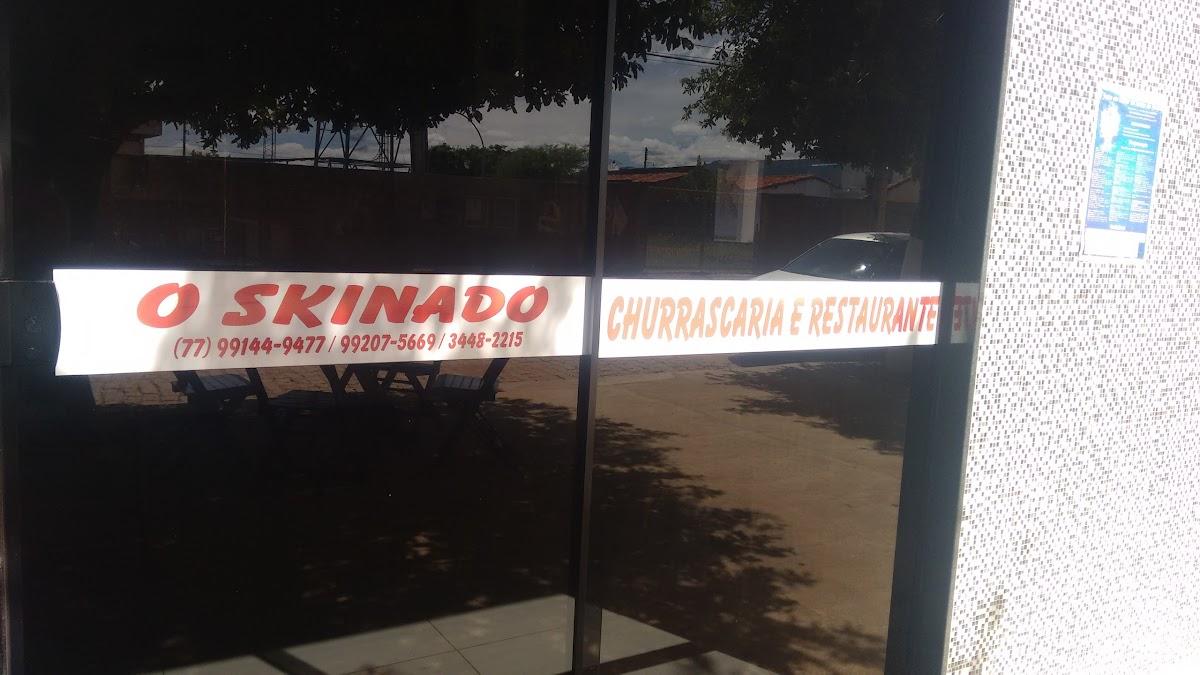 O SKINADO
(77) 99144-9477 / 99207-5669 / 3448-2215
CHURRASCARIA E RESTAURANTE